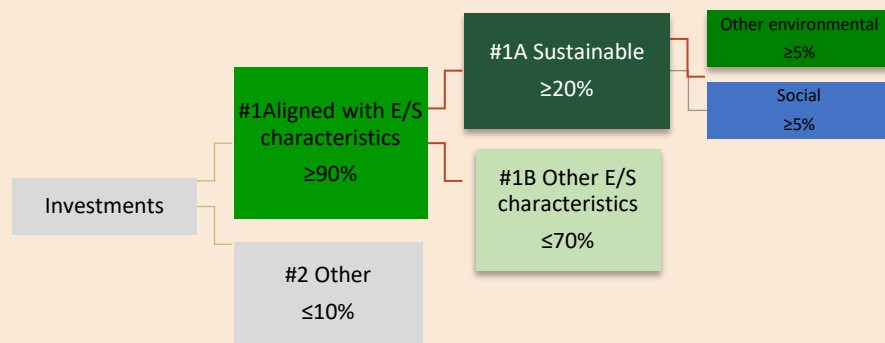 Investments
#1Aligned with E/S
characteristics
≥90%
#2 Other
≤10%
#1A Sustainable
≥20%
#1B Other E/S
characteristics
≤70%
Other environmental
≥5%
Social
≥5%